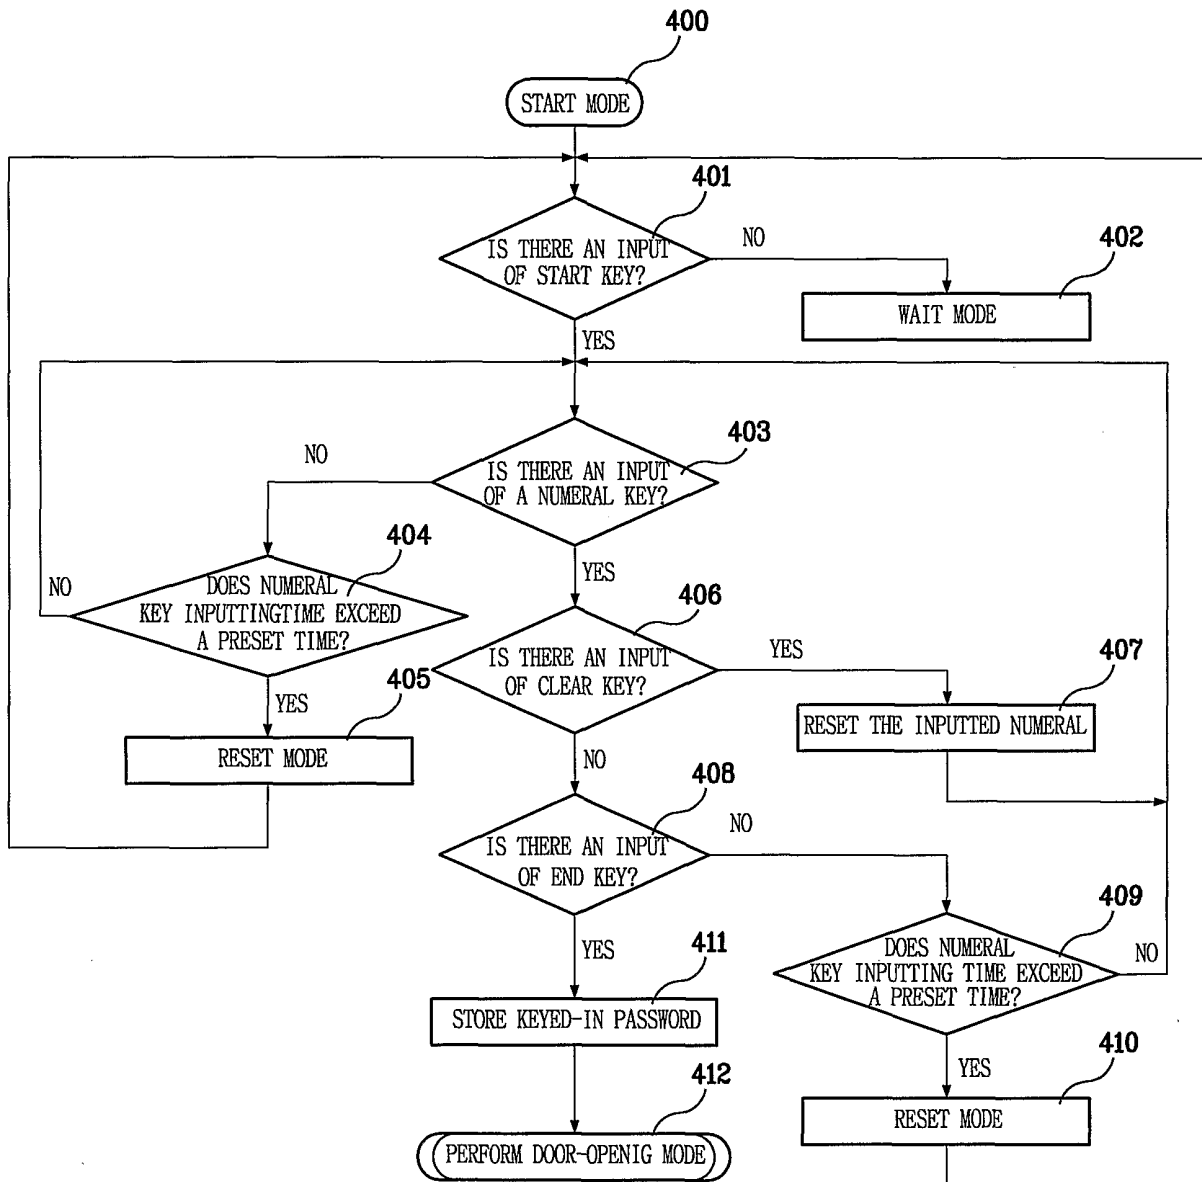 400
START MODE
401
IS THERE AN INPUT
OF START KEY?
NO
402
WAIT MODE
YES
403
NO
IS THERE AN INPUT
OF A NUMERAL KEY?
404
NO
DOES NUMERAL
KEY INPUTTINGTIME EXCEED
A PRESET TIME?
YES
406
IS THERE AN INPUT
OF CLEAR KEY?
YES
407
RESET THE INPUTTED NUMERAL
405
YES
RESET MODE
NO
408
IS THERE AN INPUT
OF END KEY?
NO
409
DOES NUMERAL
KEY INPUTTING TIME EXCEED
A PRESET TIME?
NO
YES
411
STORE KEYED-IN PASSWORD
YES
410
RESET MODE
412
PERFORM DOOR-OPENIG MODE